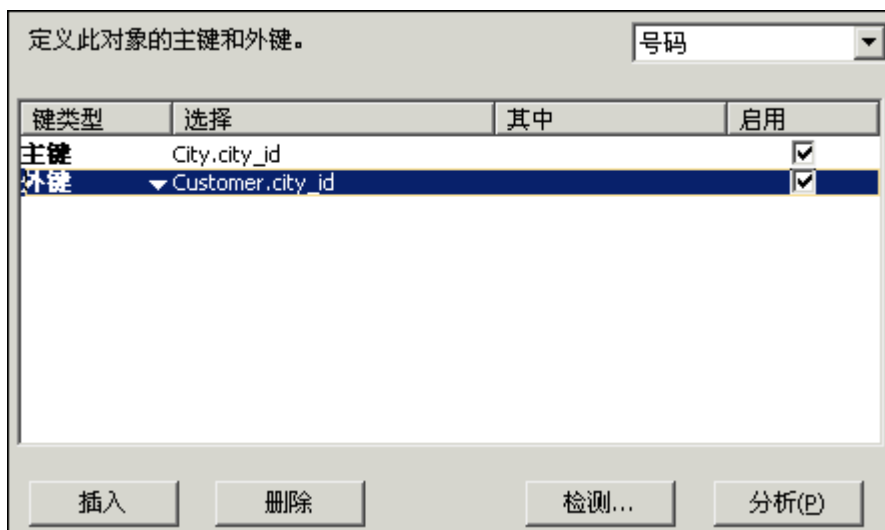 定义此对象的主键和外键。 号码
键类型 选择 其中 启用
主键 City.city_id
外键 Customer.city_id
插入 删除 检测... 分析(P)